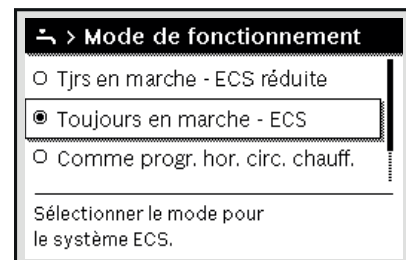 > Mode de fonctionnement
Tjrs en marche - ECS réduite
Toujours en marche - ECS
Comme progr. hor. circ. chauff.
Sélectionner le mode pour
le système ECS.